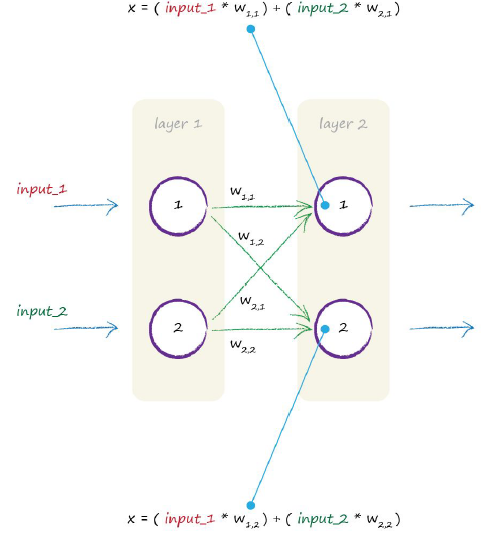 x = ( input_1 * w1,1 ) + ( input_2 * w2,1 )
layer 1
layer 2
input_1
1
w1,1
1
w1,2
input_2
2
w2,1
w2,2
2
x = ( input_1 * w1,2 ) + ( input_2 * w2,2 )